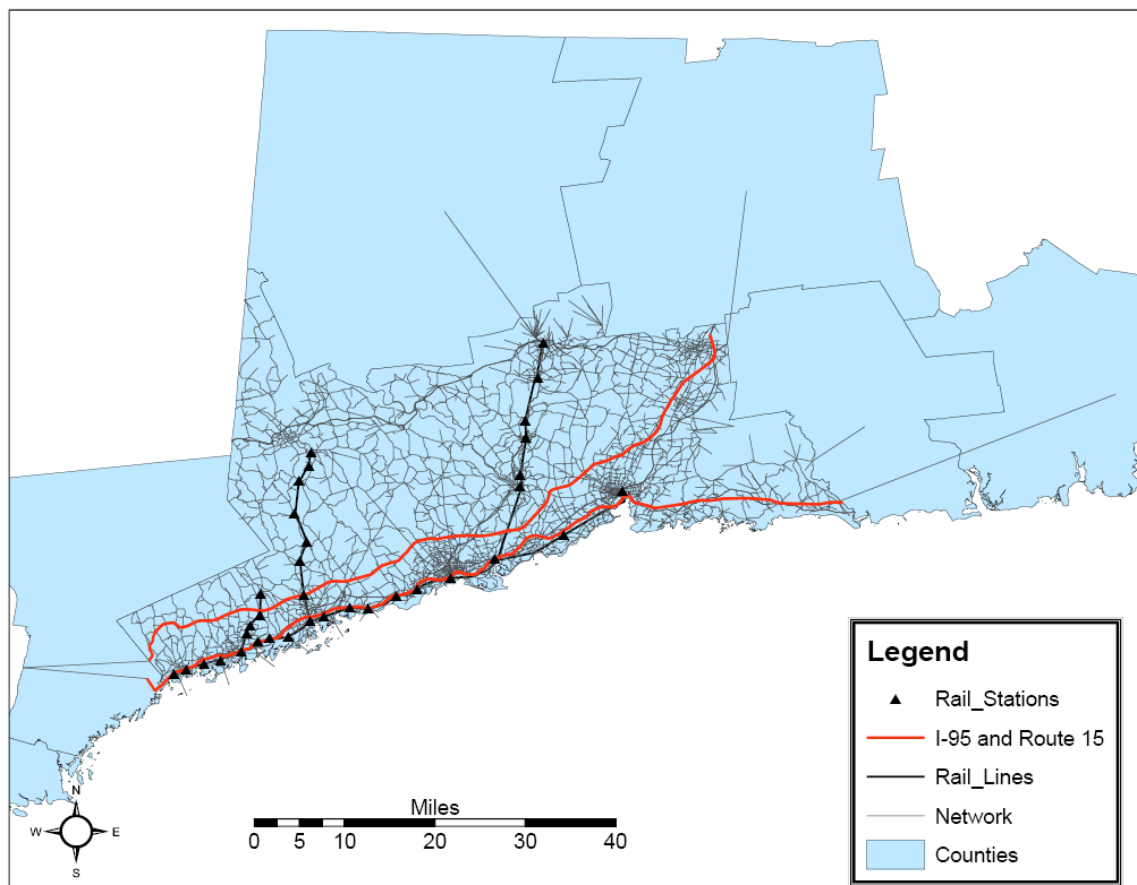 Legend
Rail_Stations
I-95 and Route 15
Rail_Lines
Network
Counties
Miles
0 5 10 20 30 40
N
W E
S